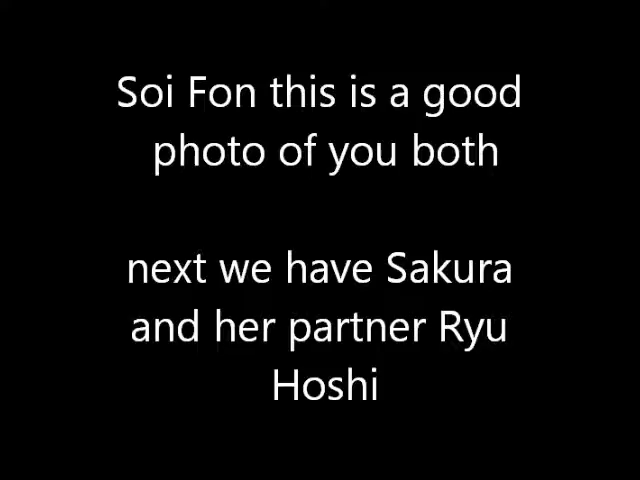 Soi Fon this is a good
photo of you both
next we have Sakura
and her partner Ryu
Hoshi